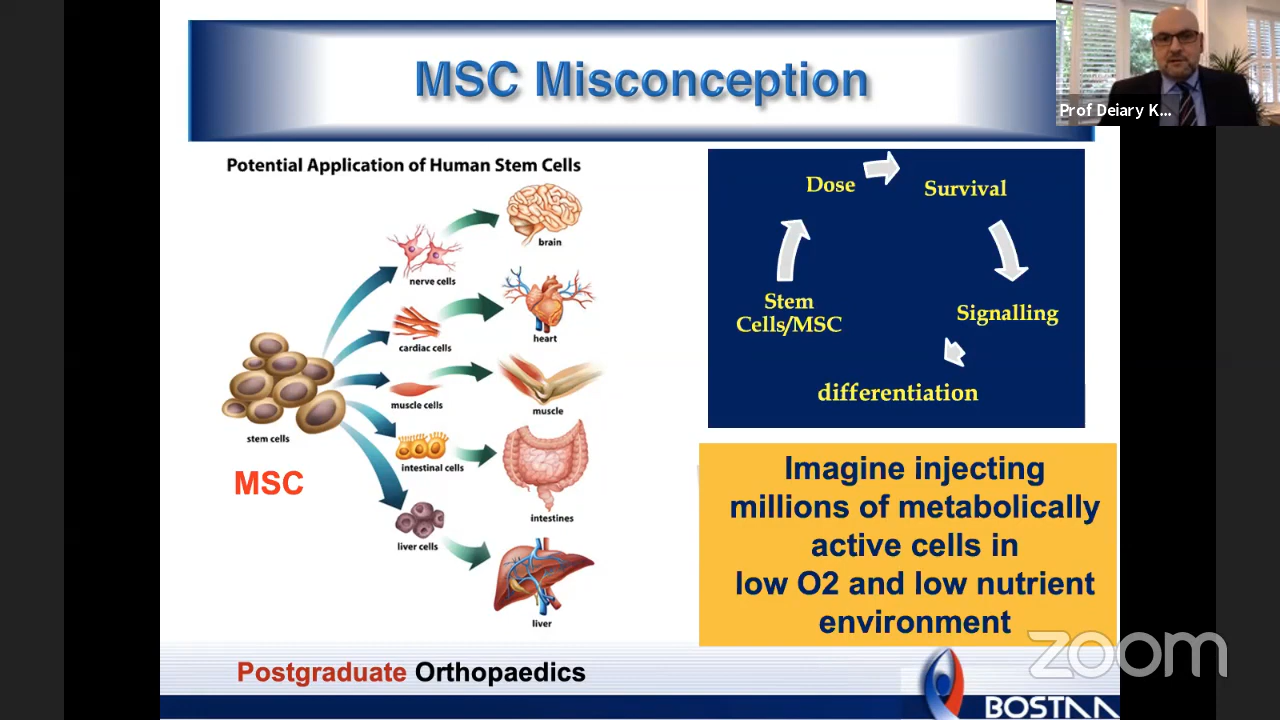 MSC Misconception
Prof Deiary K...
Potential Application of Human Stem Cells
nerve cells
brain
cardiac cells
heart
muscle cells
muscle
stem cells
intestinal cells
intestines
MSC
liver cells
liver
Dose
Survival
Stem
Cells/MSC
Signalling
differentiation
Imagine injecting
millions of metabolically
active cells in
low O2 and low nutrient
environment
zoom
Postgraduate Orthopaedics